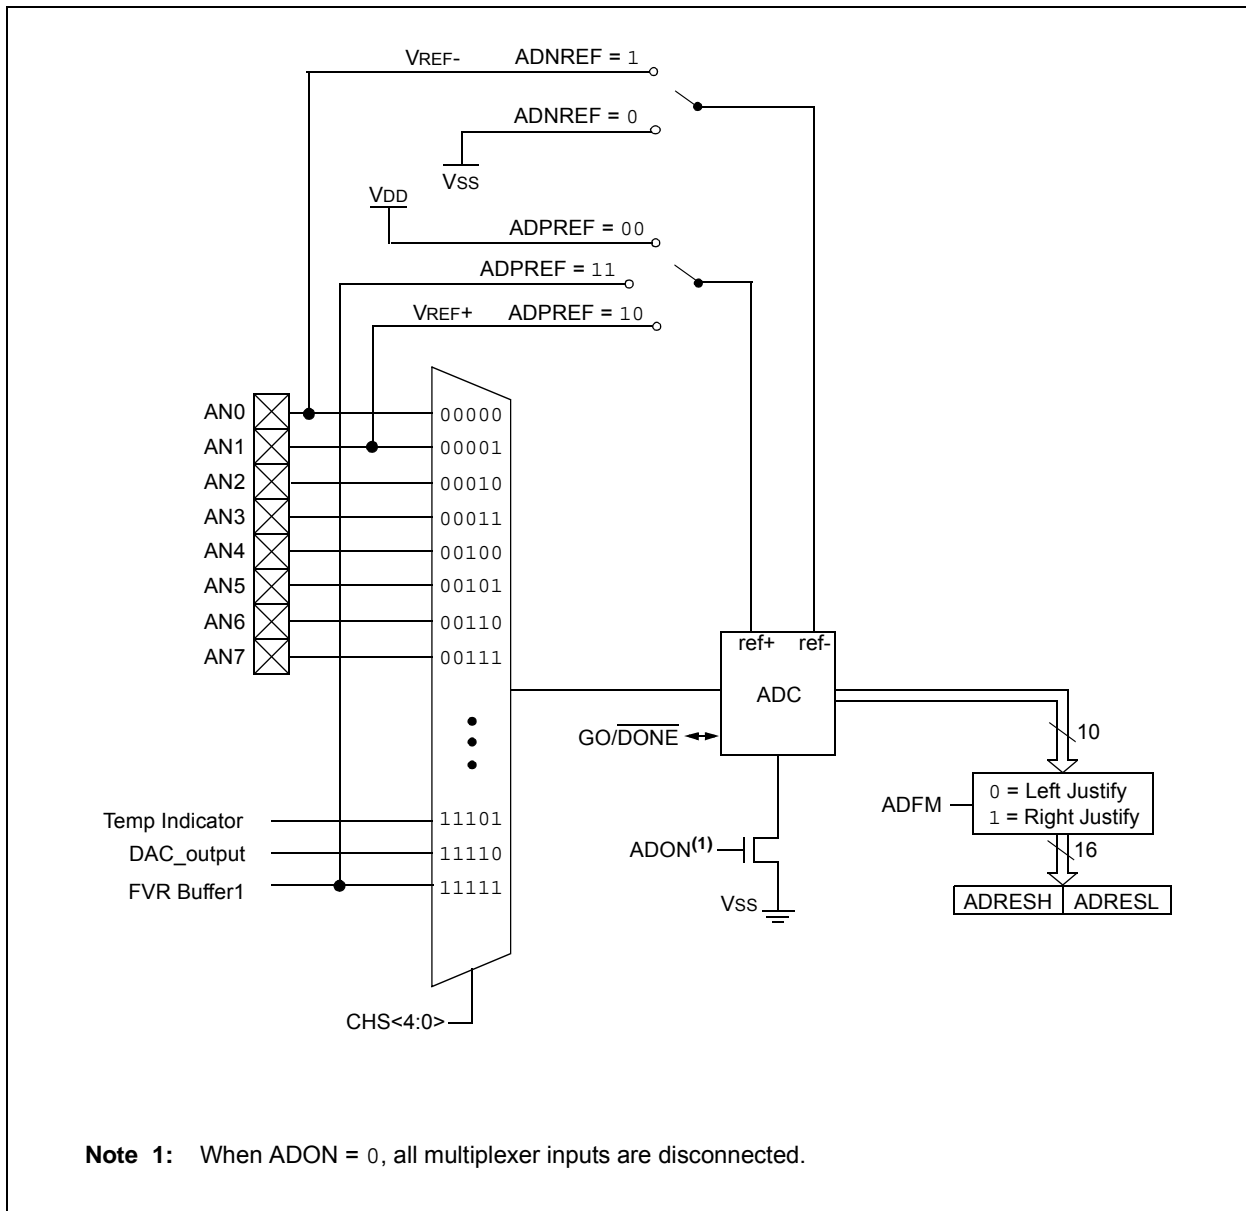 VREF- ADNREF = 1
ADNREF = 0
VSS
VDD
ADPREF = 00
ADPREF = 11
VREF+ ADPREF = 10
AN0 00000
AN1 00001
AN2 00010
AN3 00011
AN4 00100
AN5 00101
AN6 00110
AN7 00111
ref+ ref-
ADC
GO/DONE
10
ADFM
0 = Left Justify
1 = Right Justify
16
ADRESH ADRESL
Temp Indicator 11101
DAC_output 11110
FVR Buffer1 11111
ADON(1)
VSS
CHS<4:0>
Note 1: When ADON = 0, all multiplexer inputs are disconnected.